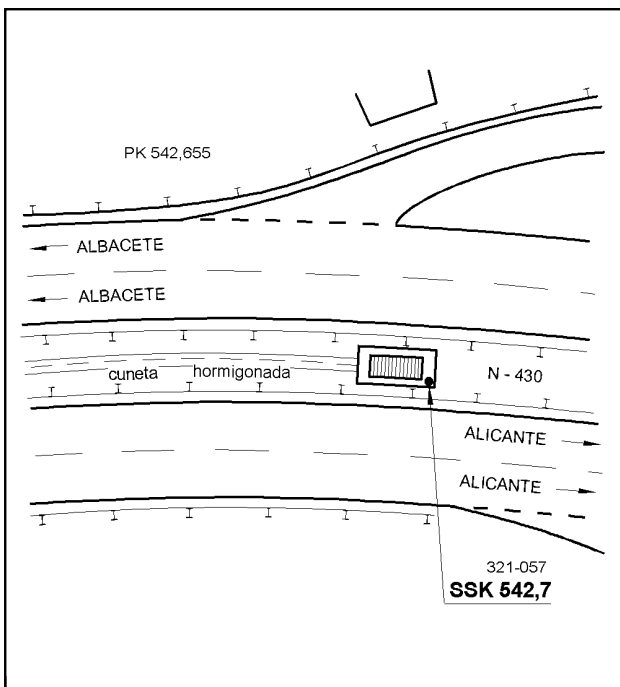 PK 542,655
ALBACETE
ALBACETE
cuneta hormigonada
N - 430
ALICANTE
ALICANTE
321-057
SSK 542,7